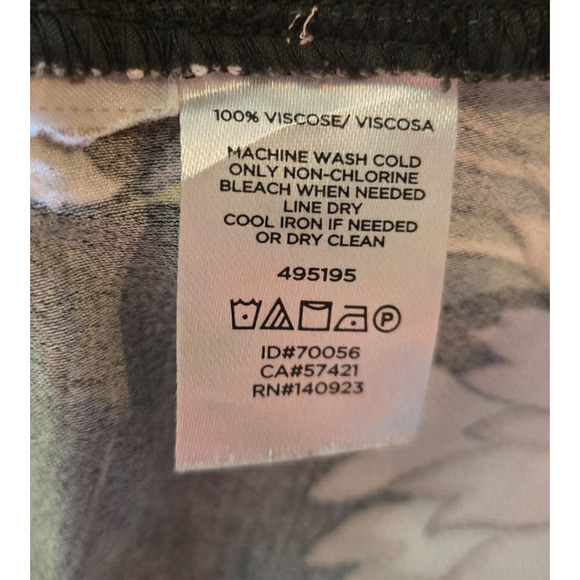 100% VISCOSE/ VISCOSA
MACHINE WASH COLD
ONLY NON-CHLORINE
BLEACH WHEN NEEDED
LINE DRY
COOL IRON IF NEEDED
OR DRY CLEAN
495195
P
ID#70056
CA#57421
RN#140923